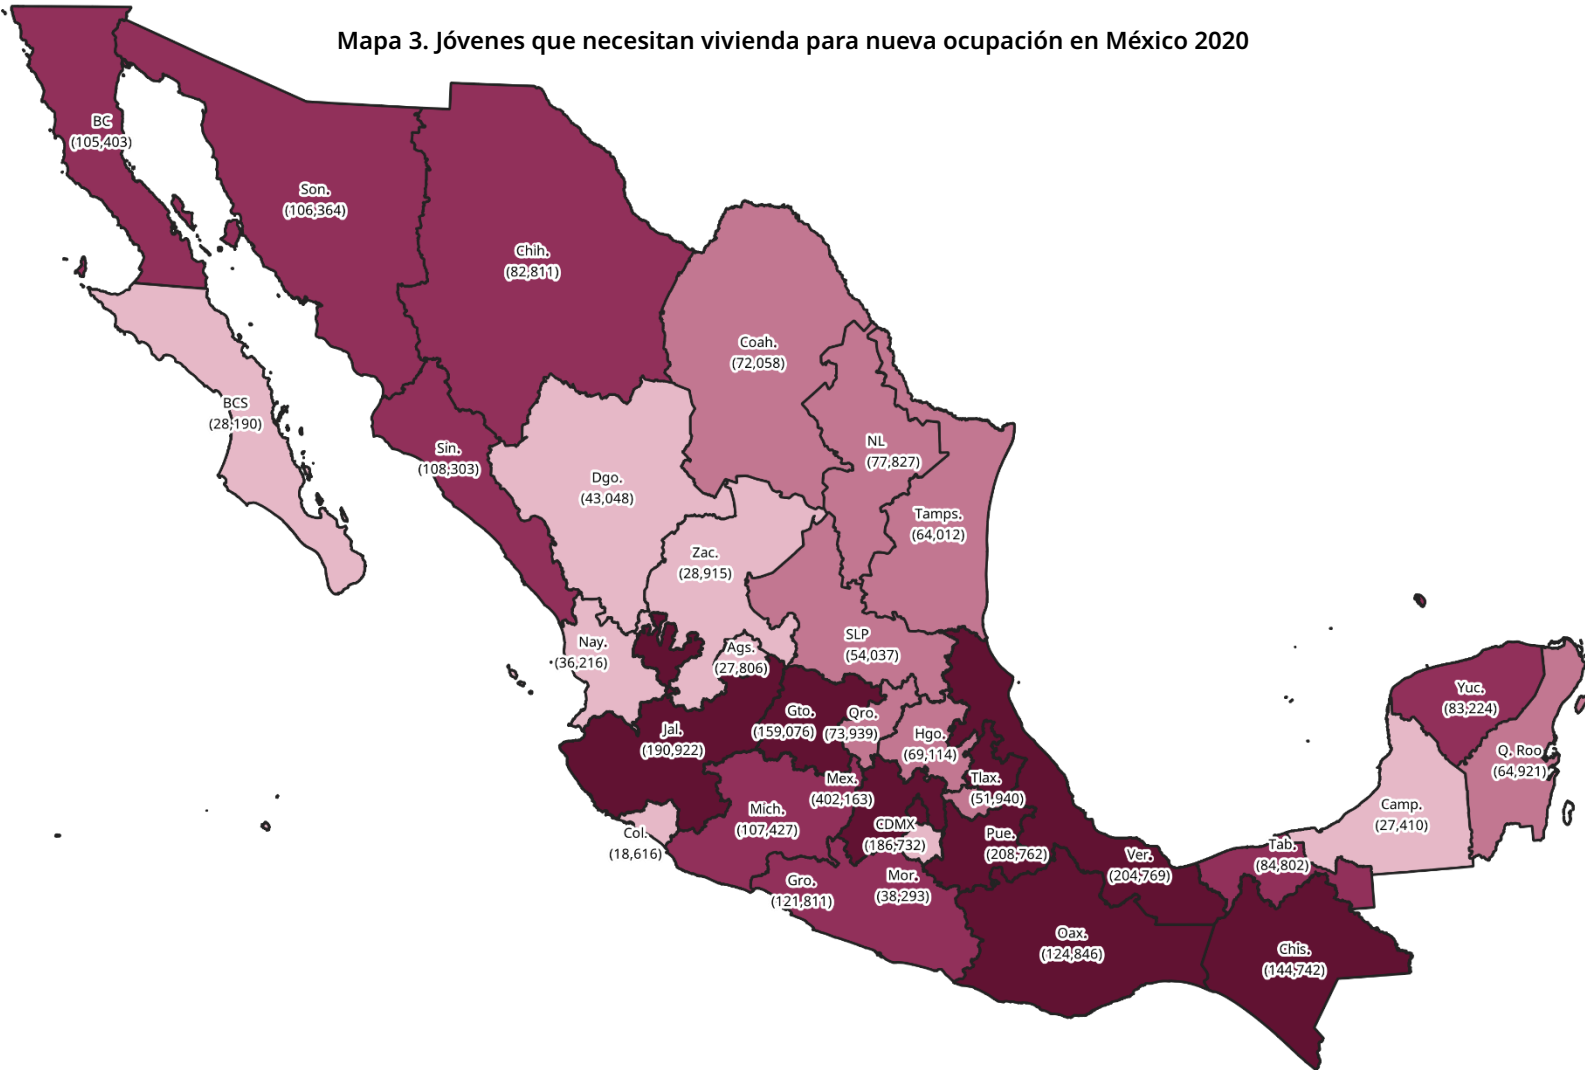 Mapa 3. Jóvenes que necesitan vivienda para nueva ocupación en México 2020
BC
(105,403)
Son.
(106,364)
Chih.
(82,811)
Coah.
(72,058)
BCS
(28,190)
Sin.
(108,303)
NL
(77,827)
Dgo.
(43,048)
Tamps.
(64,012)
Zac.
(28,915)
Nay.
(36,216)
Ags.
(27,806)
SLP
(54,037)
Jal.
(190,922)
Gto.
(159,076)
Qro.
(73,939)
Hgo.
(69,114)
Yuc.
(83,224)
Q. Roo
(64,921)
Mex.
(402,163)
Tlax.
(51,940)
Mich.
(107,427)
Col.
(18,616)
CDMX
(186,732)
Pue.
(208,762)
Ver.
(204,769)
Camp.
(27,410)
Tab.
(84,802)
Gro.
(121,811)
Mor.
(38,293)
Oax.
(124,846)
Chis.
(144,742)